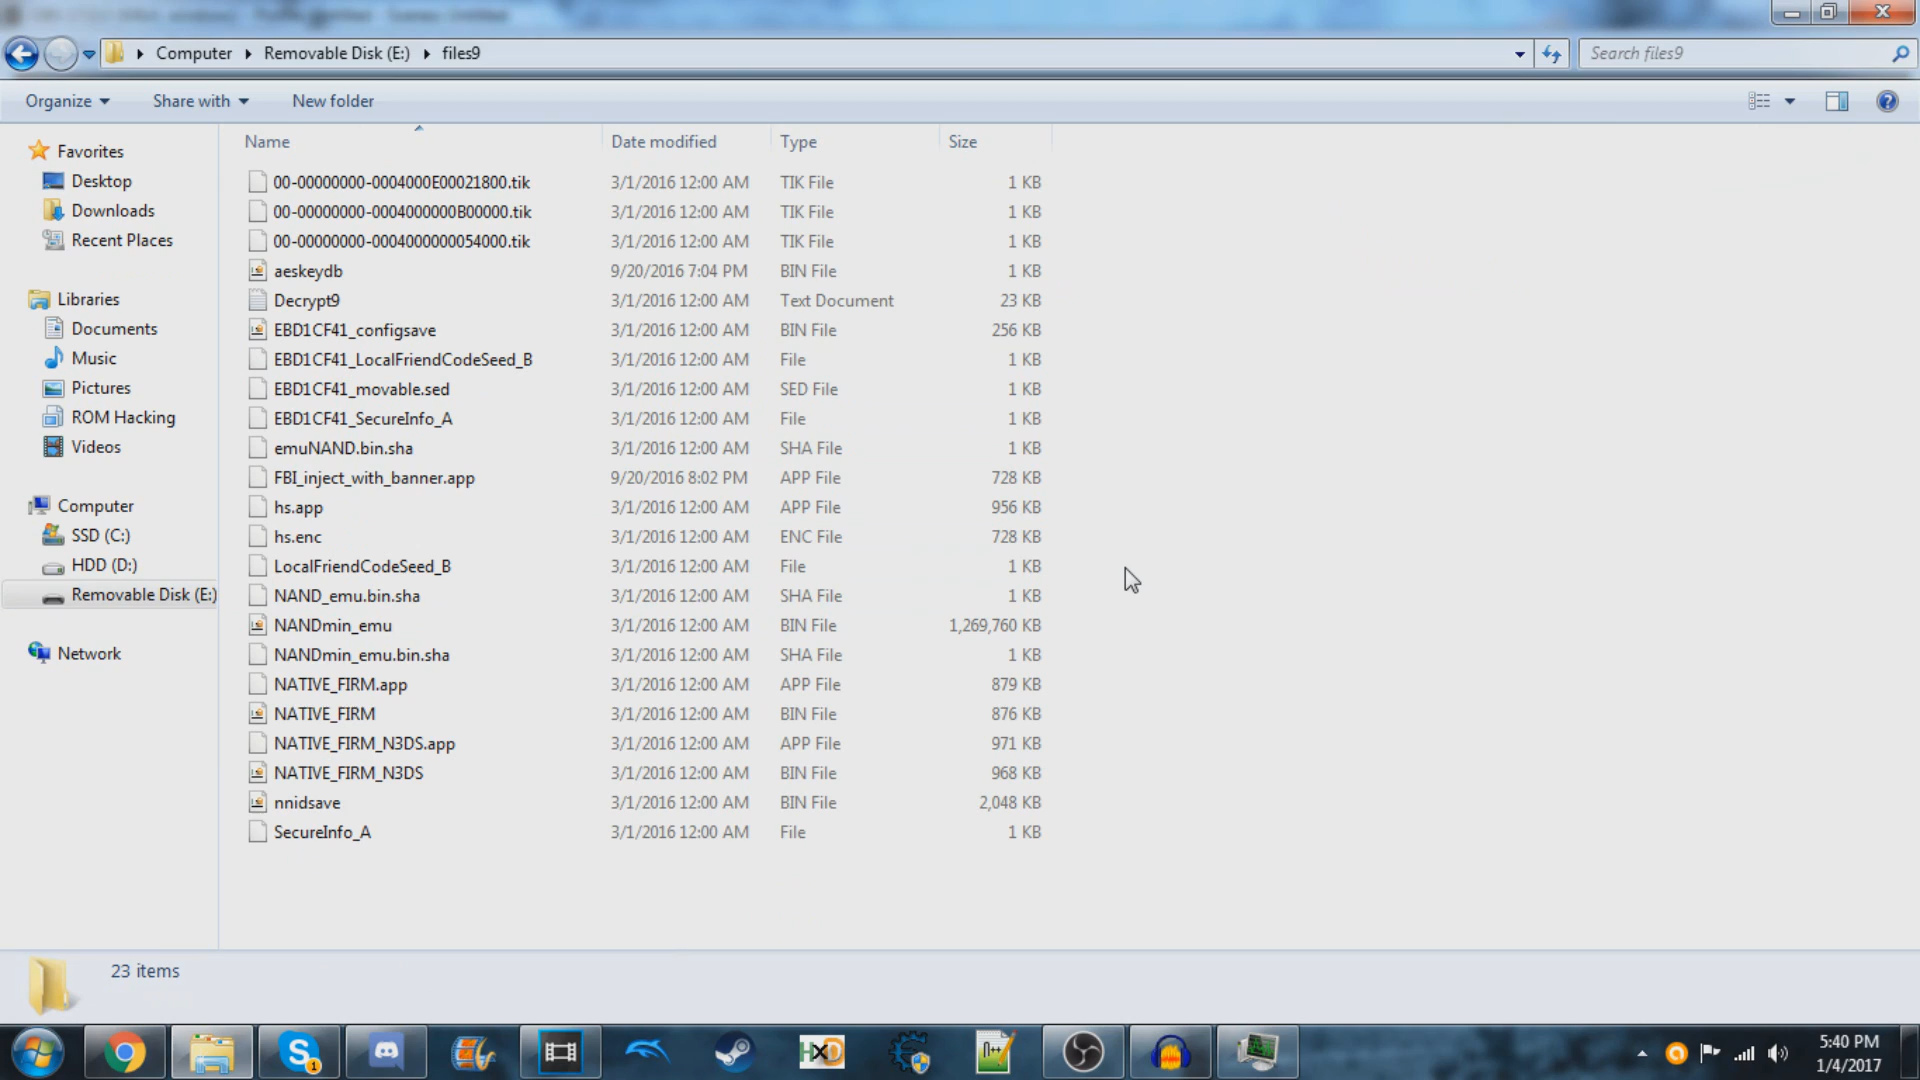 Computer Removable Disk (E:) files9
Search files9
Organize Share with New folder
Name Date modified Type Size
Favorites
Desktop
Downloads
Recent Places
Libraries
Documents
Music
Pictures
ROM Hacking
Videos
Computer
SSD (C:)
HDD (D:)
Removable Disk (E:)
Network
00-00000000-0004000E00021800.tik 3/1/2016 12:00 AM TIK File 1 KB
00-00000000-0004000000B00000.tik 3/1/2016 12:00 AM TIK File 1 KB
00-00000000-0004000000054000.tik 3/1/2016 12:00 AM TIK File 1 KB
aeskeydb 9/20/2016 7:04 PM BIN File 1 KB
Decrypt9 3/1/2016 12:00 AM Text Document 23 KB
EBD1CF41_configsave 3/1/2016 12:00 AM BIN File 256 KB
EBD1CF41_LocalFriendCodeSeed_B 3/1/2016 12:00 AM File 1 KB
EBD1CF41_movable.sed 3/1/2016 12:00 AM SED File 1 KB
EBD1CF41_SecureInfo_A 3/1/2016 12:00 AM File 1 KB
emuNAND.bin.sha 3/1/2016 12:00 AM SHA File 1 KB
FBI_inject_with_banner.app 9/20/2016 8:02 PM APP File 728 KB
hs.app 3/1/2016 12:00 AM APP File 956 KB
hs.enc 3/1/2016 12:00 AM ENC File 728 KB
LocalFriendCodeSeed_B 3/1/2016 12:00 AM File 1 KB
NAND_emu.bin.sha 3/1/2016 12:00 AM SHA File 1 KB
NANDmin_emu 3/1/2016 12:00 AM BIN File 1,269,760 KB
NANDmin_emu.bin.sha 3/1/2016 12:00 AM SHA File 1 KB
NATIVE_FIRM.app 3/1/2016 12:00 AM APP File 879 KB
NATIVE_FIRM 3/1/2016 12:00 AM BIN File 876 KB
NATIVE_FIRM_N3DS.app 3/1/2016 12:00 AM APP File 971 KB
NATIVE_FIRM_N3DS 3/1/2016 12:00 AM BIN File 968 KB
nnidsave 3/1/2016 12:00 AM BIN File 2,048 KB
SecureInfo_A 3/1/2016 12:00 AM File 1 KB
23 items
5:40 PM
1/4/2017